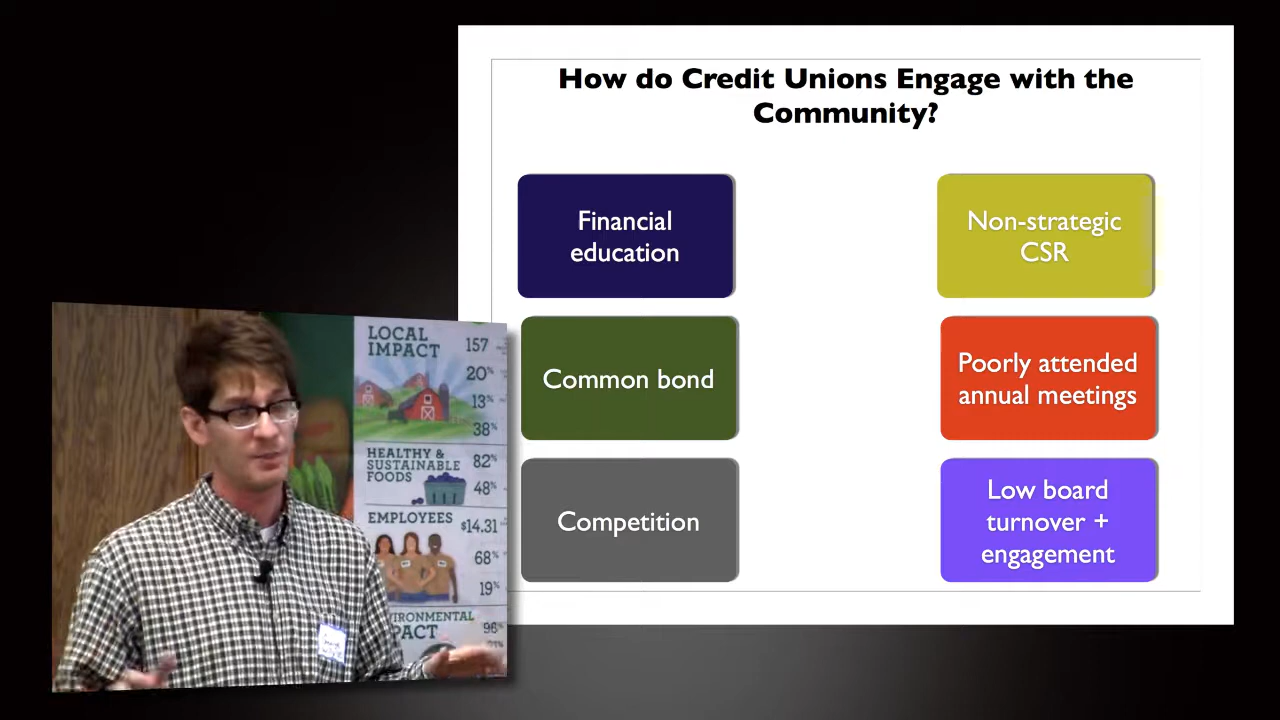 How do Credit Unions Engage with the
Community?
Financial
education
Non-strategic
CSR
Common bond
Poorly attended
annual meetings
Competition
Low board
turnover +
engagement
LOCAL
IMPACT
157
20%
13%
38%
HEALTHY &
SUSTAINABLE
FOODS
82%
48%
EMPLOYEES
$14.31
68%
19%
96%